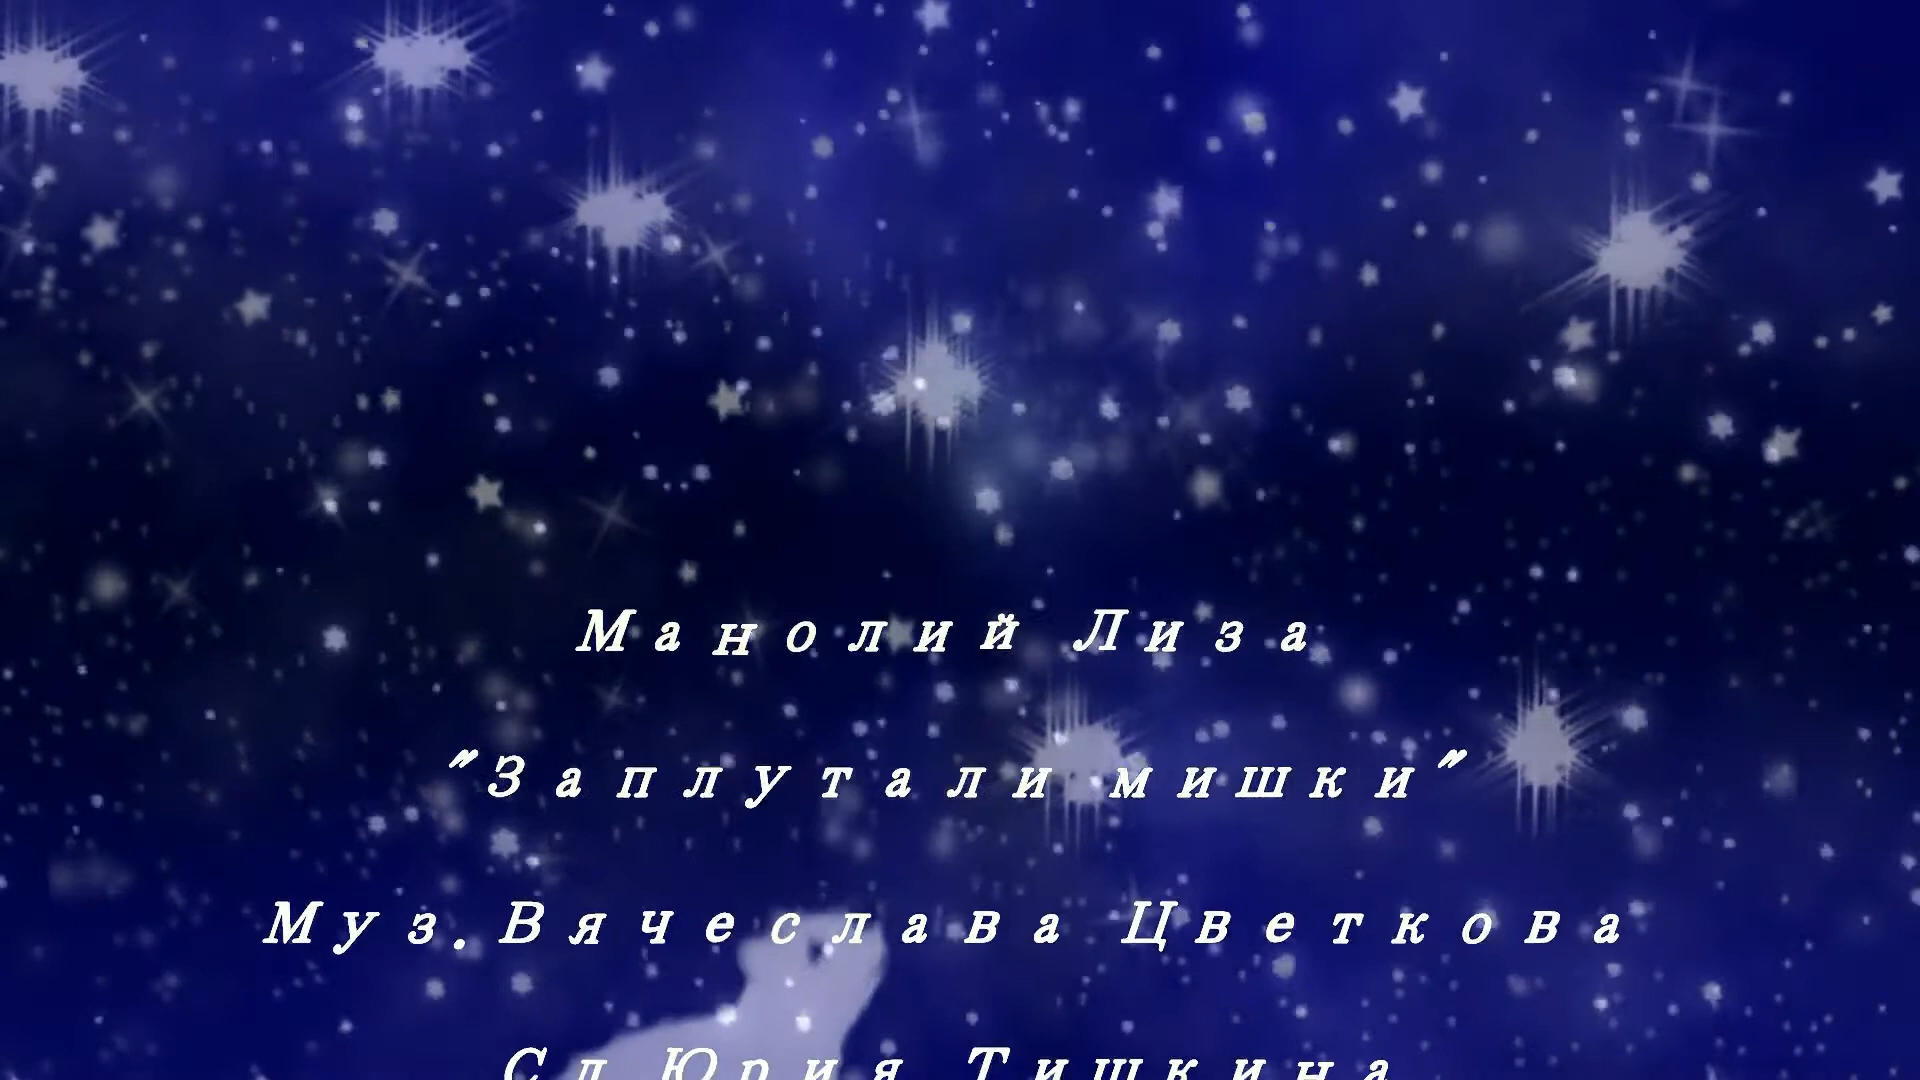 Манолий Лиза
"Заплутали мишки"
Муз. Вячеслава Цветкова
Сл Юрия Тишкина